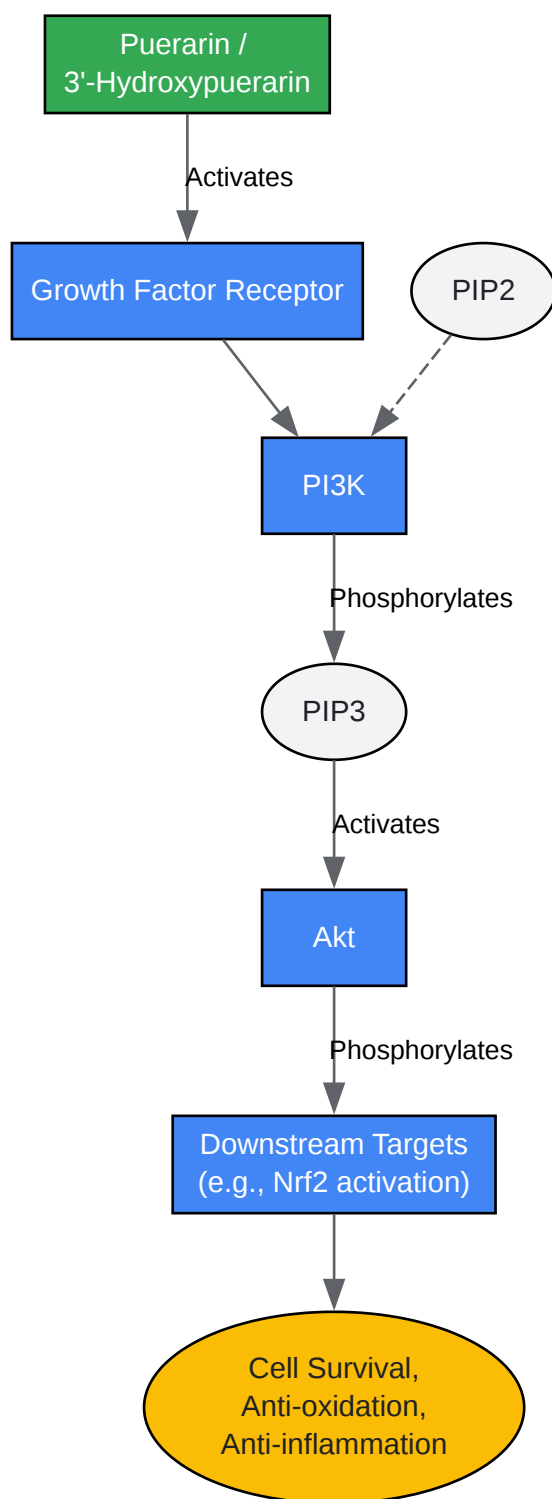 Puerarin /
3'-Hydroxypuerarin
Activates
Growth Factor Receptor
PIP2
PI3K
Phosphorylates
PIP3
Activates
Akt
Phosphorylates
Downstream Targets
(e.g., Nrf2 activation)
Cell Survival,
Anti-oxidation,
Anti-inflammation